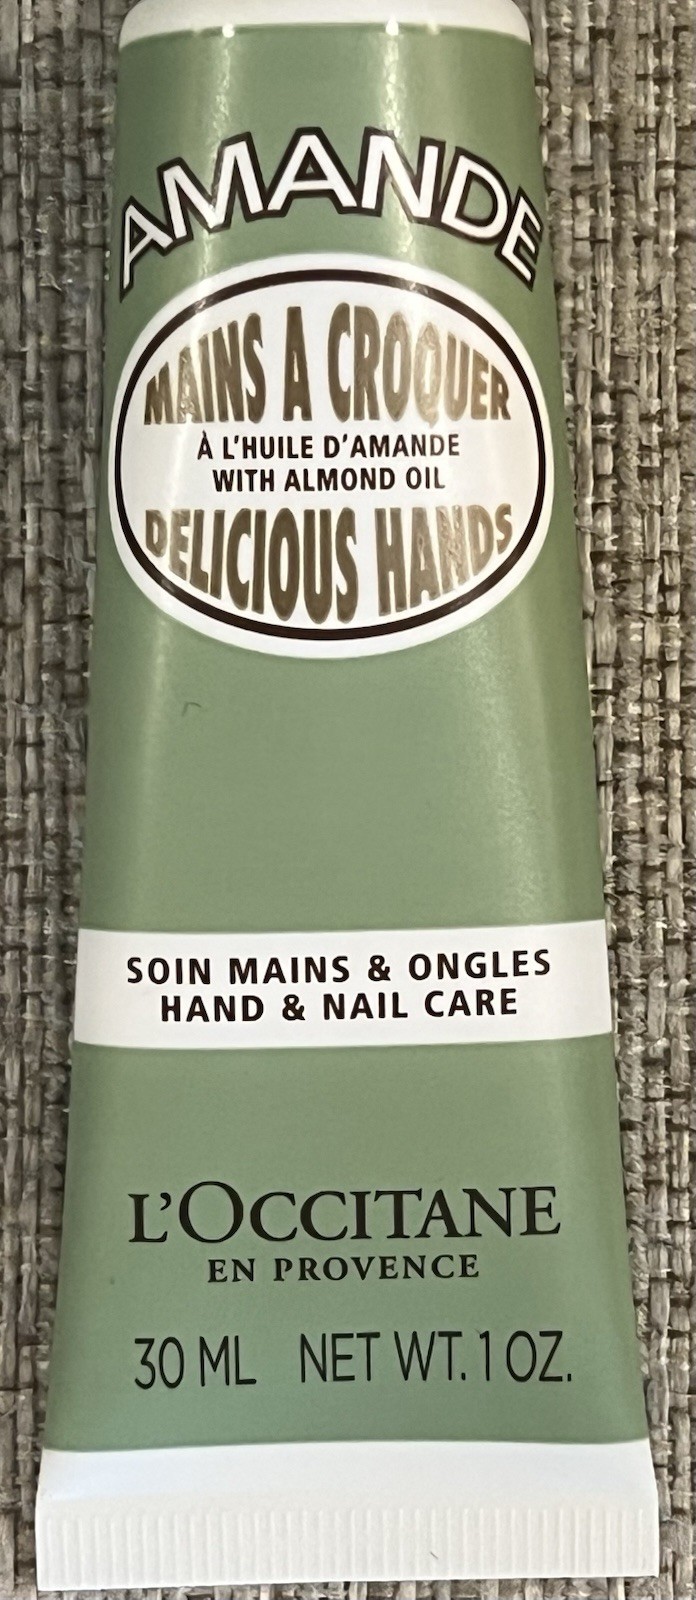 AMANDE
MAINS A CROQUER
À L'HUILE D'AMANDE
WITH ALMOND OIL
DELICIOUS HANDS
SOIN MAINS & ONGLES
HAND & NAIL CARE
L'OCCITANE
EN PROVENCE
30 ML NET WT. 1 OZ.